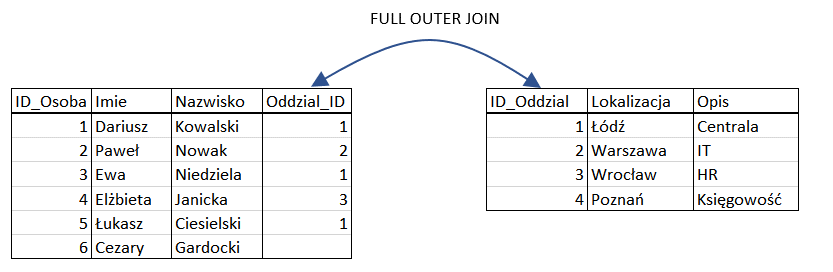 FULL OUTER JOIN
ID_Osoba Imie Nazwisko Oddzial_ID
1 Dariusz Kowalski 1
2 Paweł Nowak 2
3 Ewa Niedziela 1
4 Elżbieta Janicka 3
5 Łukasz Ciesielski 1
6 Cezary Gardocki
ID_Oddzial Lokalizacja Opis
1 Łódź Centrala
2 Warszawa IT
3 Wrocław HR
4 Poznań Księgowość